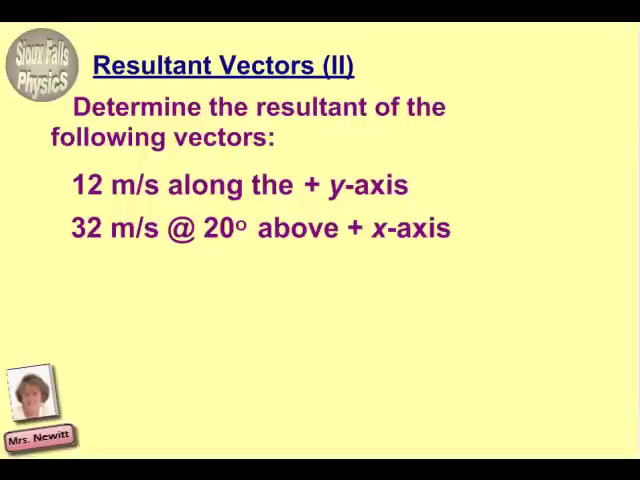 Sioux Falls
Physics
Resultant Vectors (II)
Determine the resultant of the
following vectors:
12 m/s along the + y-axis
32 m/s @ 20° above + x-axis
Mrs. Newitt